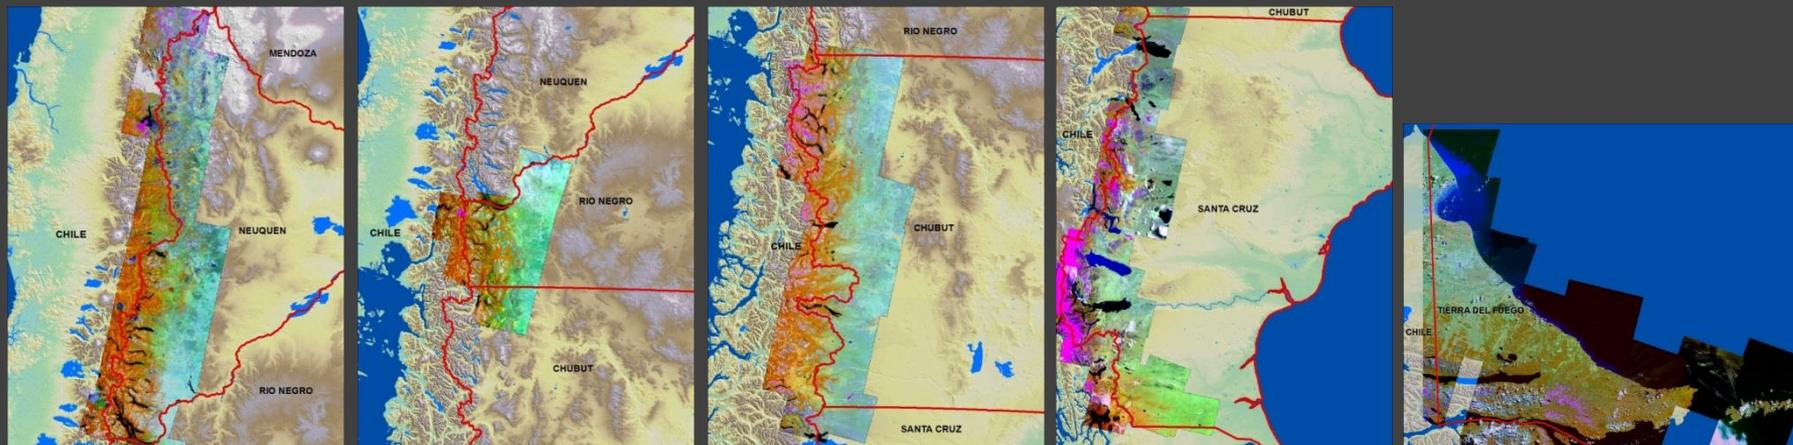 MENDOZA
CHILE
NEUQUEN
RIO NEGRO
NEUQUEN
RIO NEGRO
CHILE
CHUBUT
RIO NEGRO
CHUBUT
CHILE
SANTA CRUZ
CHUBUT
CHILE
SANTA CRUZ
TIERRA DEL FUEGO
CHILE